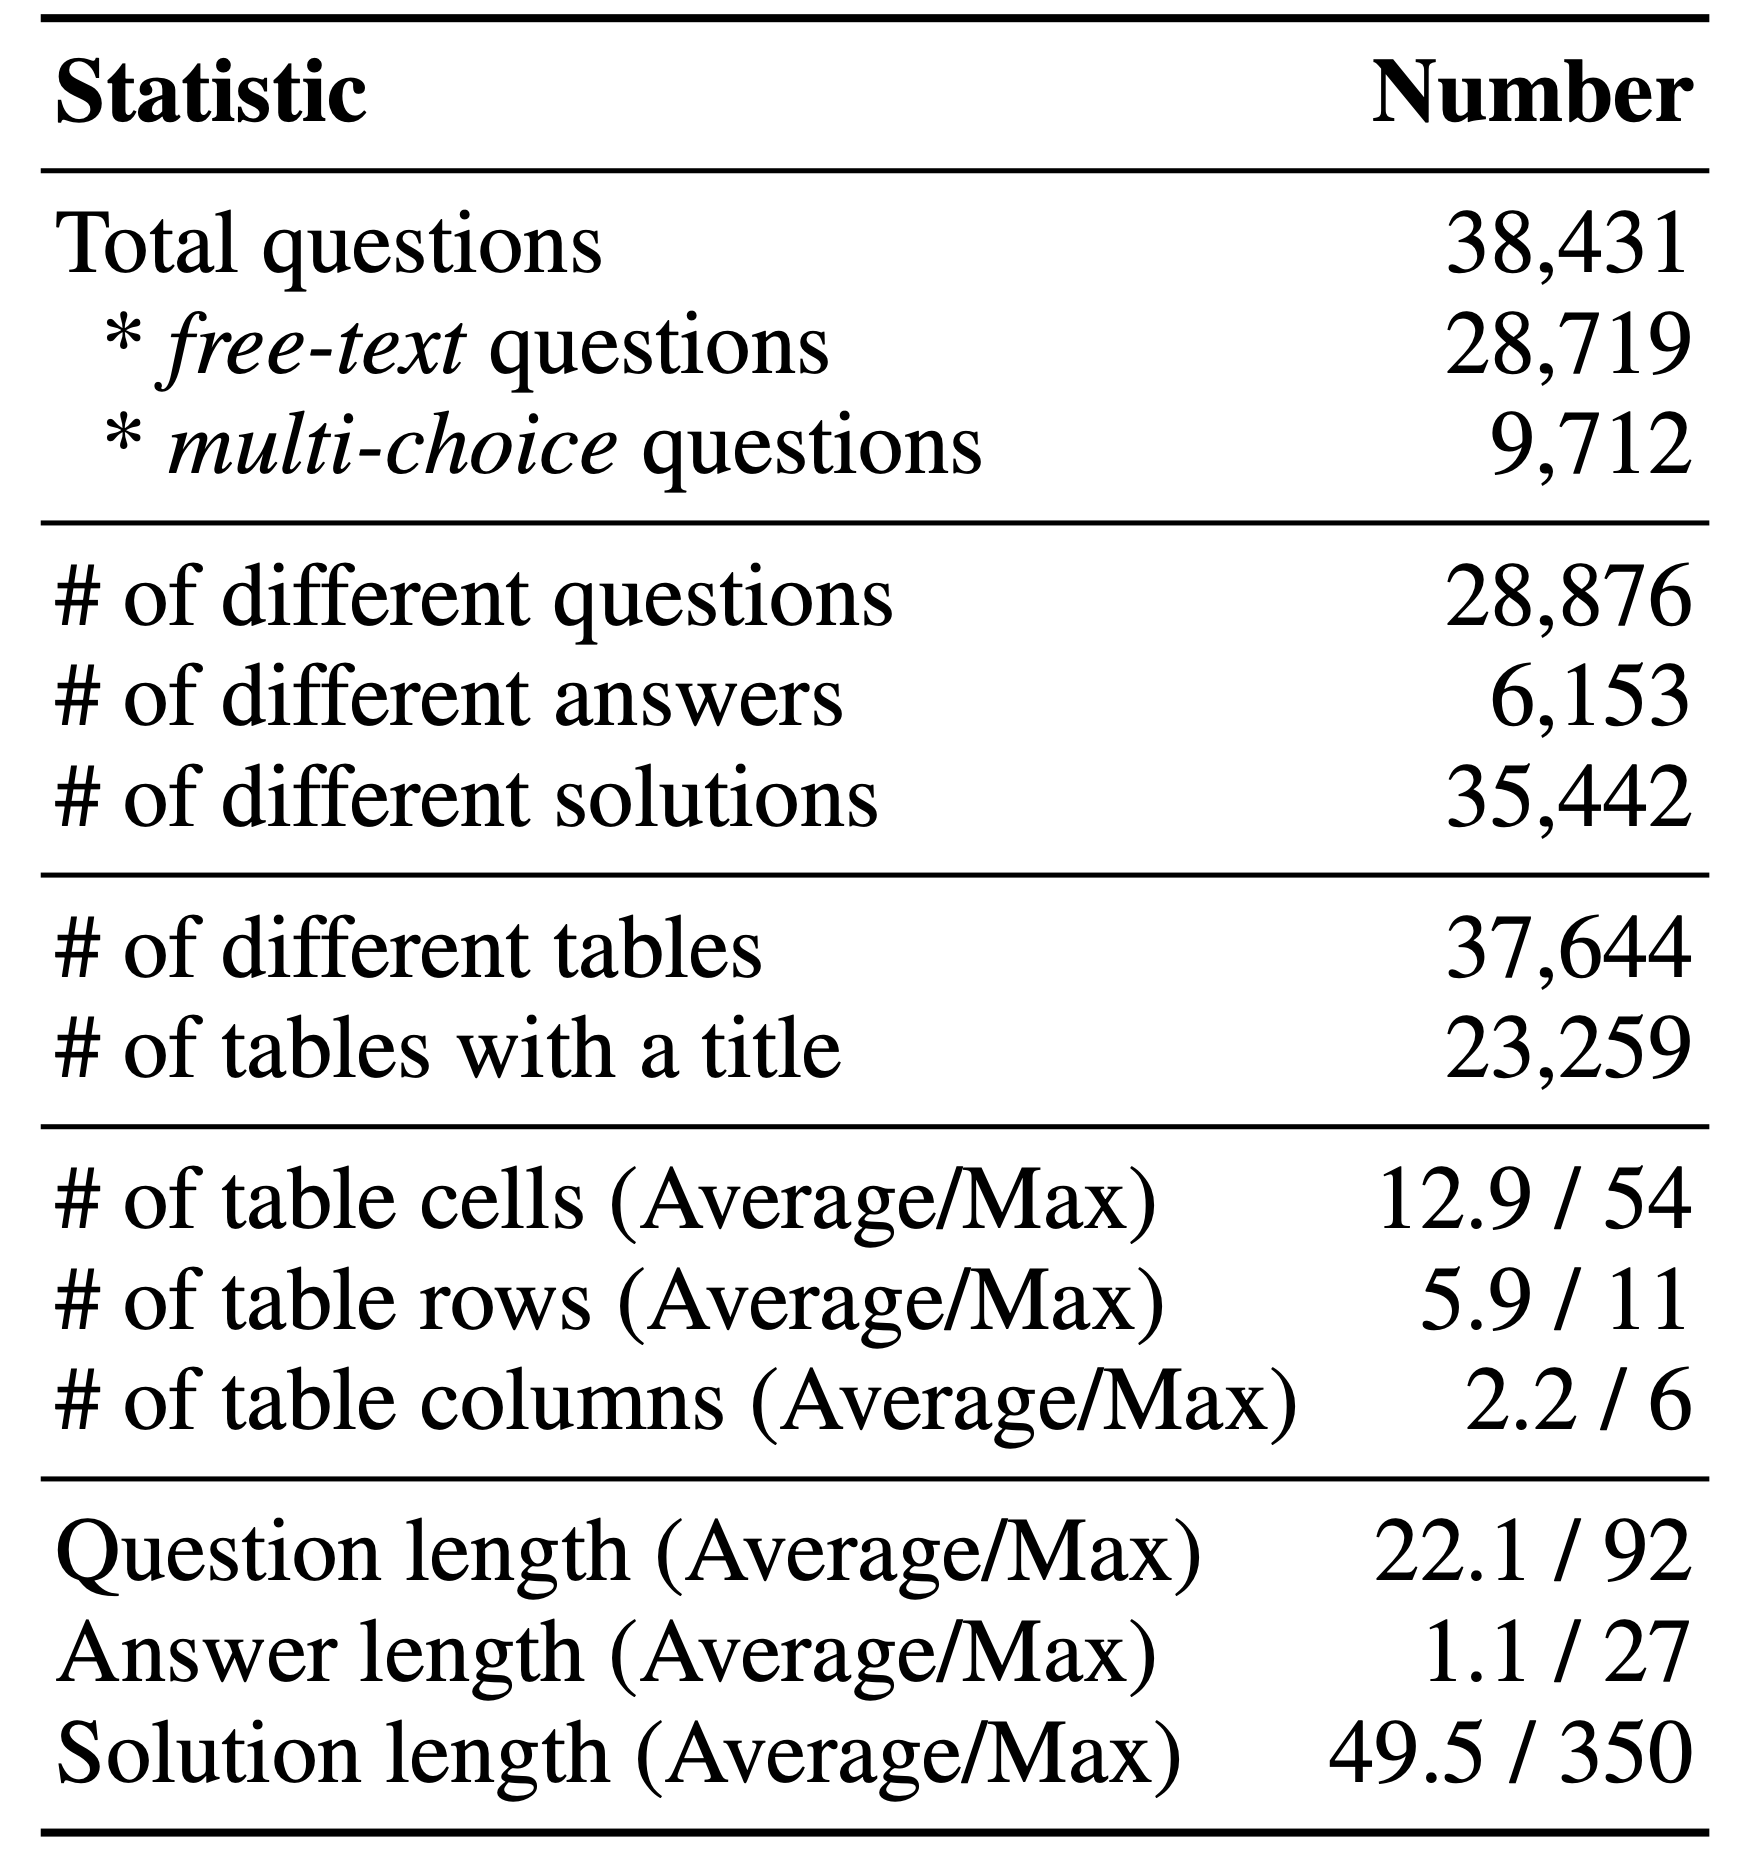 Statistic Number
Total questions 38,431
* free-text questions 28,719
* multi-choice questions 9,712
# of different questions 28,876
# of different answers 6,153
# of different solutions 35,442
# of different tables 37,644
# of tables with a title 23,259
# of table cells (Average/Max) 12.9 / 54
# of table rows (Average/Max) 5.9 / 11
# of table columns (Average/Max) 2.2 / 6
Question length (Average/Max) 22.1 / 92
Answer length (Average/Max) 1.1 / 27
Solution length (Average/Max) 49.5 / 350